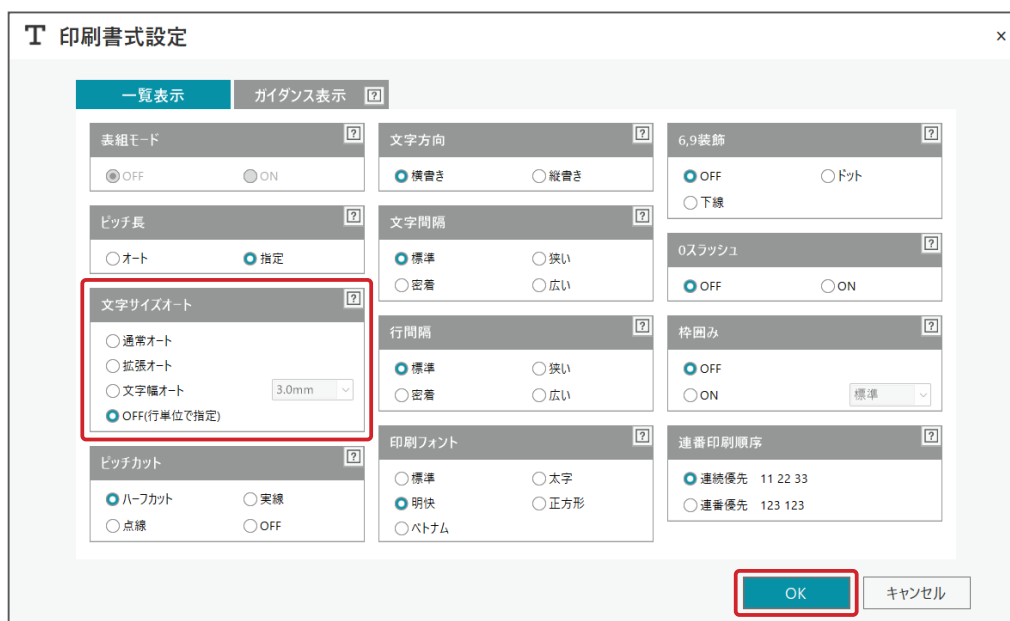 T 印刷書式設定 ×
一覧表示 ガイダンス表示 ?
表組モード ?
OFF ON
ピッチ長 ?
オート 指定
文字サイズオート ?
通常オート
拡張オート
文字幅オート 3.0mm
OFF(行単位で指定)
ピッチカット ?
ハーフカット 実線
点線 OFF
文字方向 ?
横書き 縦書き
文字間隔 ?
標準 狭い
密着 広い
行間隔 ?
標準 狭い
密着 広い
印刷フォント ?
標準 太字
明快 正方形
ベトナム
6,9装飾 ?
OFF ドット
下線
0スラッシュ ?
OFF ON
枠囲み ?
OFF
ON 標準
連番印刷順序 ?
連続優先 11 22 33
連番優先 123 123
OK キャンセル